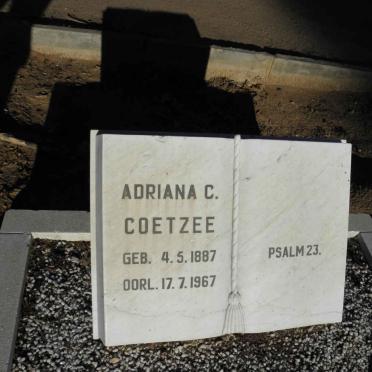 ADRIANA C.
COETZEE
GEB. 4.5.1887
OORL. 17.7.1967
PSALM 23.